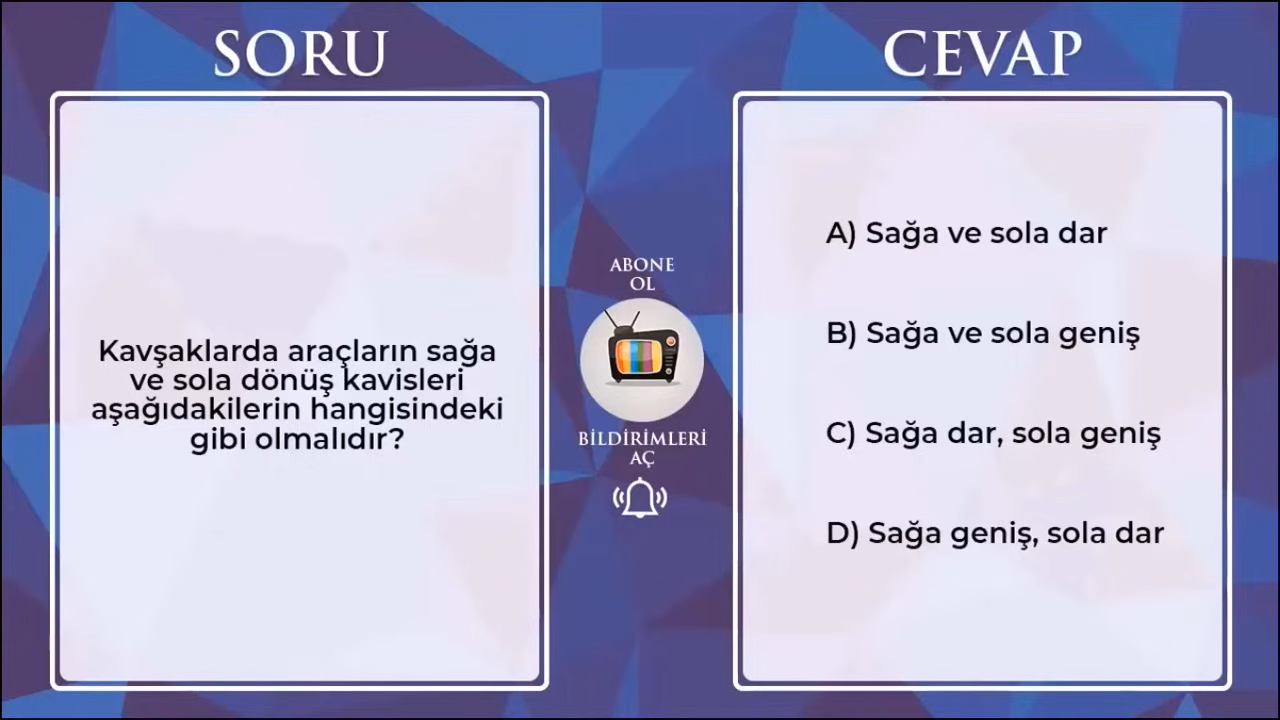 SORU
Kavşaklarda araçların sağa
ve sola dönüş kavisleri
aşağıdakilerin hangisindeki
gibi olmalıdır?
ABONE
OL
BİLDİRİMLERİ
AÇ
CEVAP
A) Sağa ve sola dar
B) Sağa ve sola geniş
C) Sağa dar, sola geniş
D) Sağa geniş, sola dar